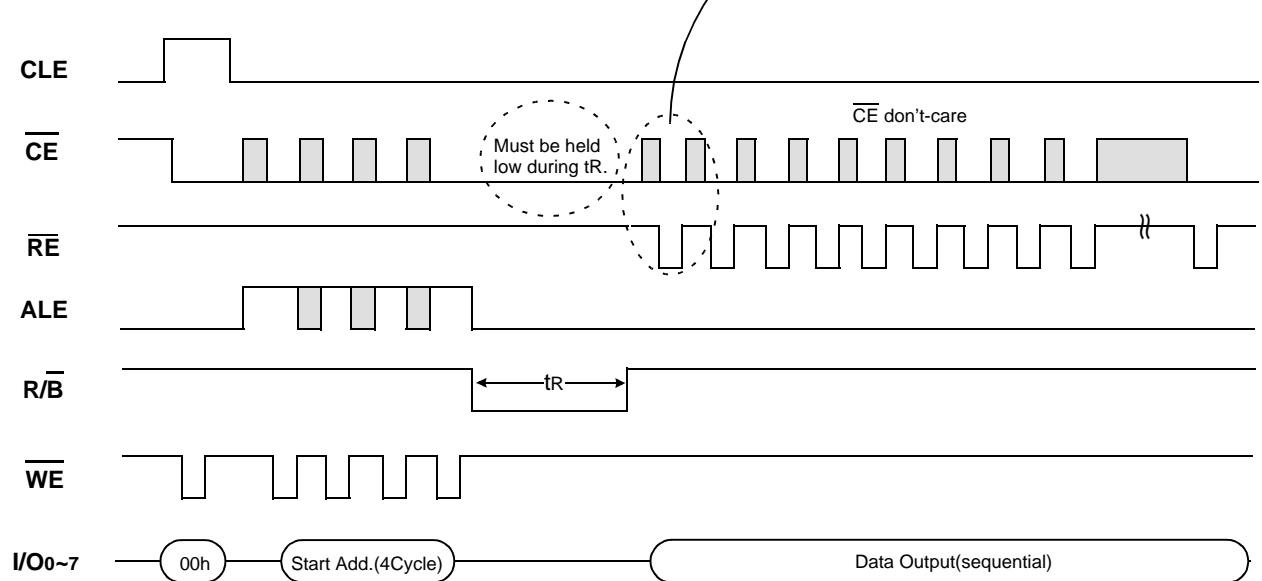 CLE
CE don't-care
CE
Must be held
low during tR.
RE
ALE
R/B
tR
WE
I/O0~7
00h
Start Add.(4Cycle)
Data Output(sequential)